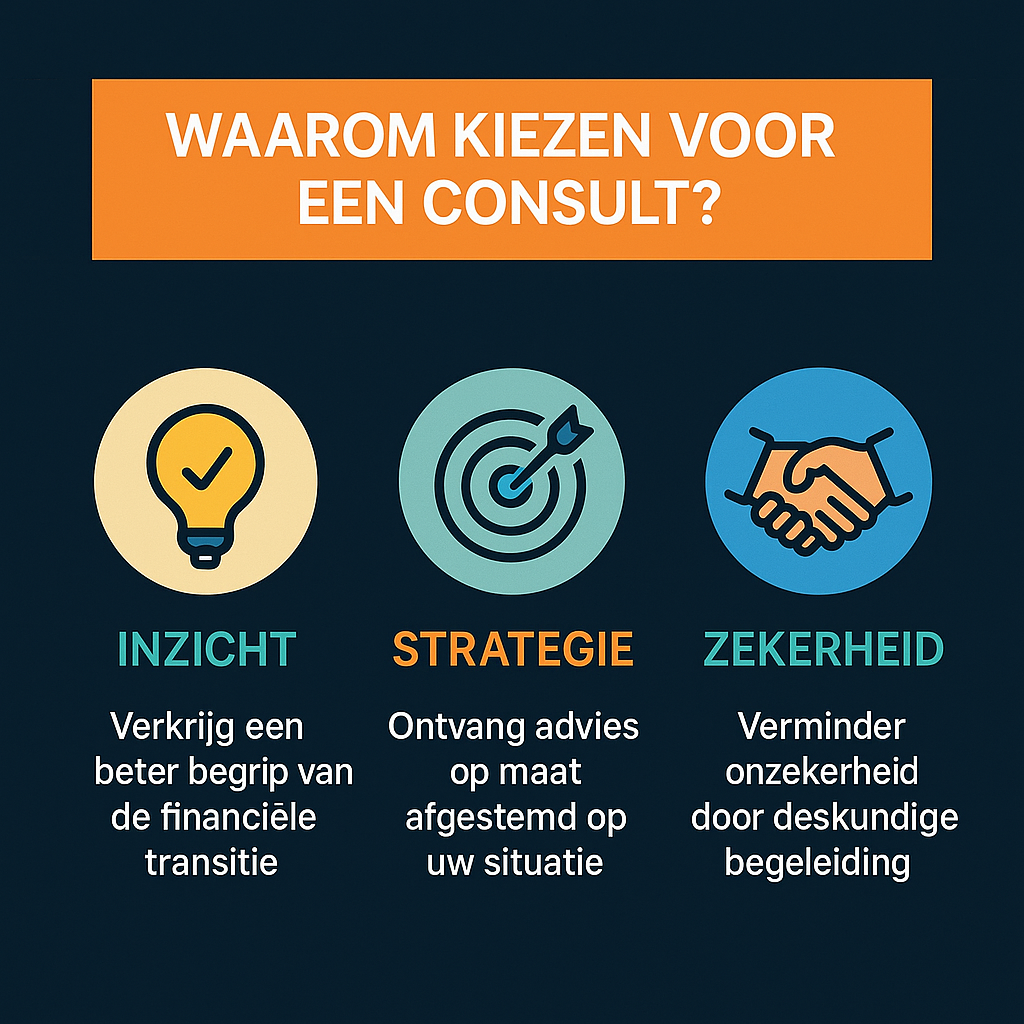 WAAROM KIEZEN VOOR
EEN CONSULT?
INZICHT
Verkrijg een
beter begrip van
de financiēle
transitie
STRATEGIE
Ontvang advies
op maat
afgestemd op
uw situatie
ZEKERHEID
Verminder
onzekerheid
door deskundige
begeleiding